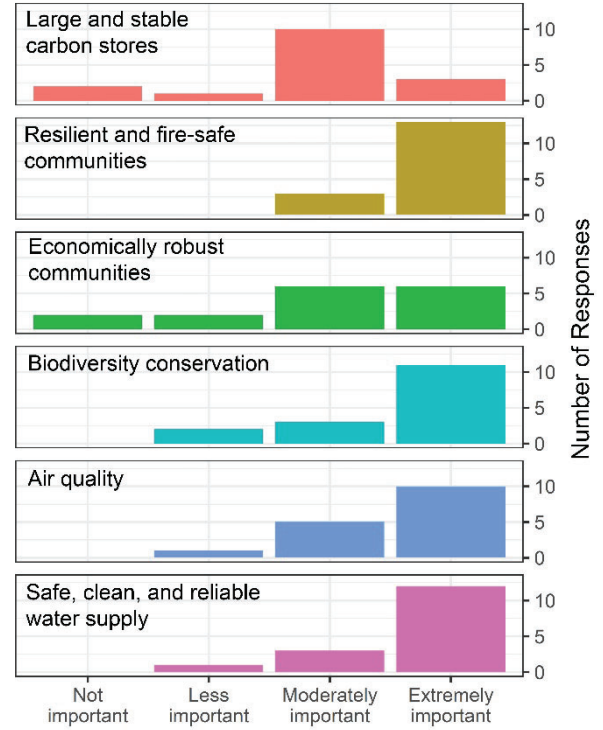 Large and stable
carbon stores
10
5
0
Resilient and fire-safe
communities
10
5
0
Economically robust
communities
10
5
0
Biodiversity conservation
10
5
0
Air quality
10
5
0
Safe, clean, and reliable
water supply
10
5
0
Number of Responses
Not
important
Less
important
Moderately
important
Extremely
important